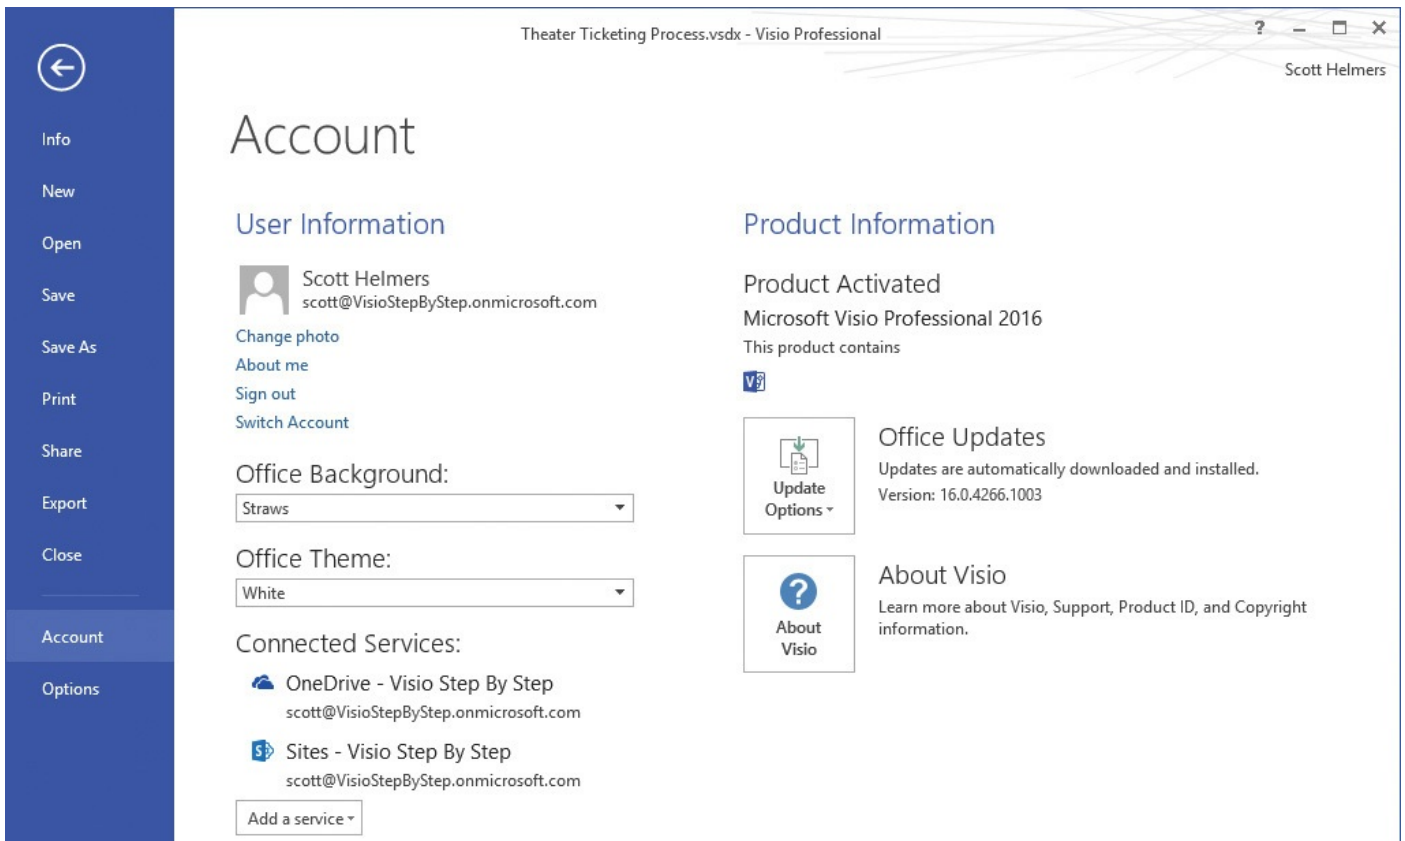 Theater Ticketing Process.vsdx - Visio Professional
?
Scott Helmers
Info
New
Open
Save
Save As
Print
Share
Export
Close
Account
Options
Account
User Information
Scott Helmers
scott@VisioStepByStep.onmicrosoft.com
Change photo
About me
Sign out
Switch Account
Office Background:
Straws
Office Theme:
White
Connected Services:
OneDrive - Visio Step By Step
scott@VisioStepByStep.onmicrosoft.com
Sites - Visio Step By Step
scott@VisioStepByStep.onmicrosoft.com
Add a service
Product Information
Product Activated
Microsoft Visio Professional 2016
This product contains
Update
Options
Office Updates
Updates are automatically downloaded and installed.
Version: 16.0.4266.1003
?
About
Visio
About Visio
Learn more about Visio, Support, Product ID, and Copyright
information.